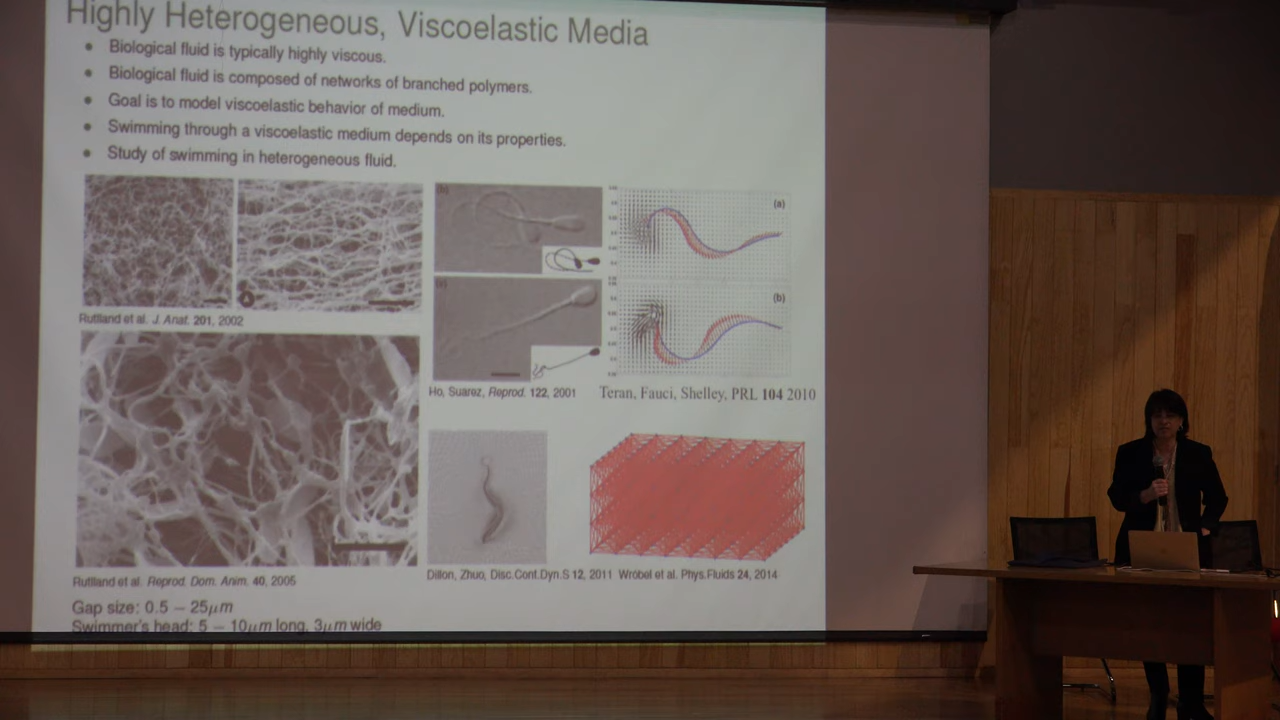 Highly Heterogeneous, Viscoelastic Media
Biological fluid is typically highly viscous.
Biological fluid is composed of networks of branched polymers.
Goal is to model viscoelastic behavior of medium.
Swimming through a viscoelastic medium depends on its properties.
Study of swimming in heterogeneous fluid.
(a)
(b)
Rutlland et al. J. Anat. 201, 2002
Ho, Suarez, Reprod. 122, 2001
Teran, Fauci, Shelley, PRL 104 2010
Rutlland et al. Reprod. Dom. Anim. 40, 2005
Dillon, Zhuo, Disc.Cont.Dyn.S 12, 2011
Wrobel et al. Phys.Fluids 24, 2014
Gap size: 0.5 – 25μm
Swimmer's head: 5 – 10μm long, 3μm wide